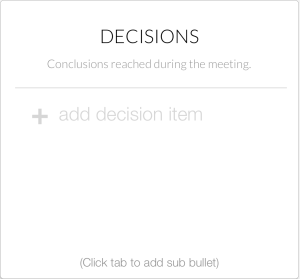 DECISIONS
Conclusions reached during the meeting.
+ add decision item
(Click tab to add sub bullet)